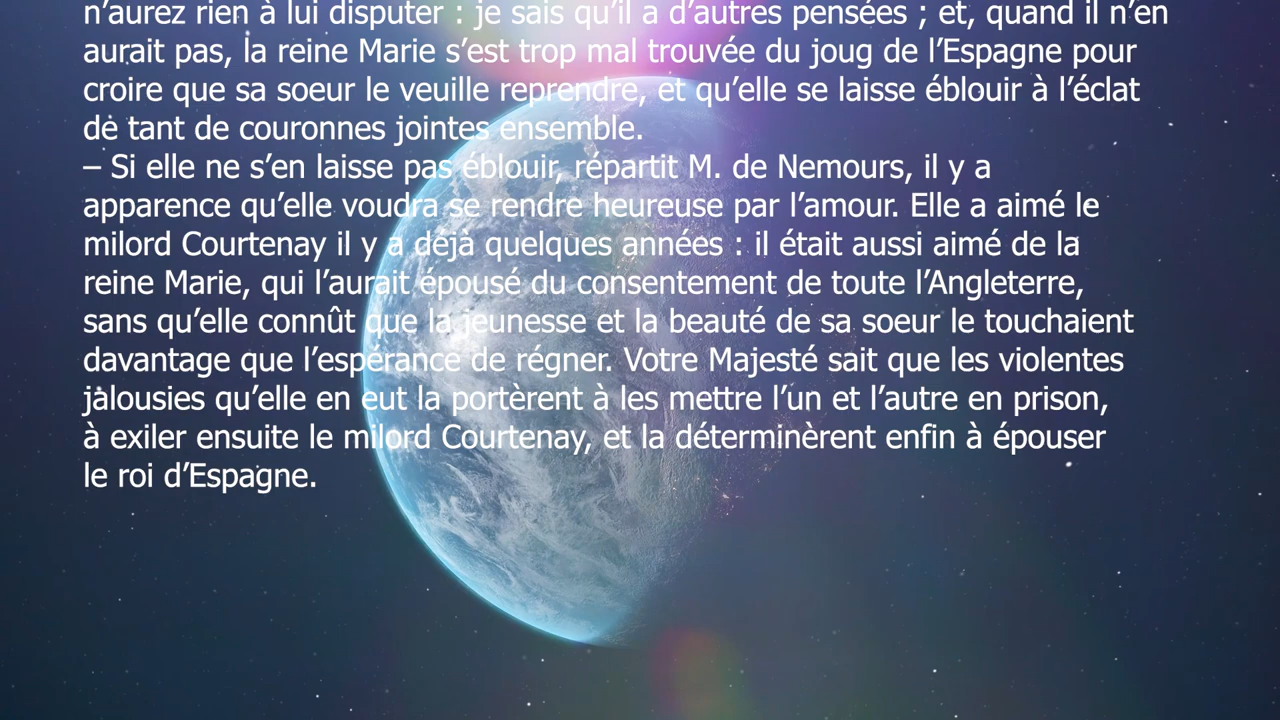 n’aurez rien à lui disputer : je sais qu’il a d’autres pensées ; et, quand il n’en
aurait pas, la reine Marie s’est trop mal trouvée du joug de l’Espagne pour
croire que sa soeur le veuille reprendre, et qu’elle se laisse éblouir à l’éclat
de tant de couronnes jointes ensemble.
– Si elle ne s’en laisse pas éblouir, répartit M. de Nemours, il y a
apparence qu’elle voudra se rendre heureuse par l’amour. Elle a aimé le
milord Courtenay il y a déjà quelques années : il était aussi aimé de la
reine Marie, qui l’aurait épousé du consentement de toute l’Angleterre,
sans qu’elle connût que la jeunesse et la beauté de sa soeur le touchaient
davantage que l’espérance de régner. Votre Majesté sait que les violentes
jalousies qu’elle en eut la portèrent à les mettre l’un et l’autre en prison,
à exiler ensuite le milord Courtenay, et la déterminèrent enfin à épouser
le roi d’Espagne.